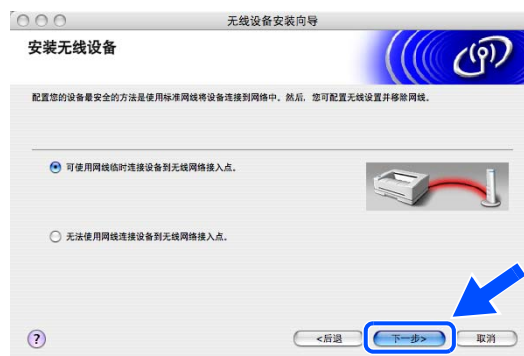 无线设备安装向导
安装无线设备
配置您的设备最安全的方法是使用标准网线将设备连接到网络中。然后，您可配置无线设置并移除网线。
可使用网线临时连接设备到无线网络接入点。
无法使用网线连接设备到无线网络接入点。
? <后退 下一步> 取消